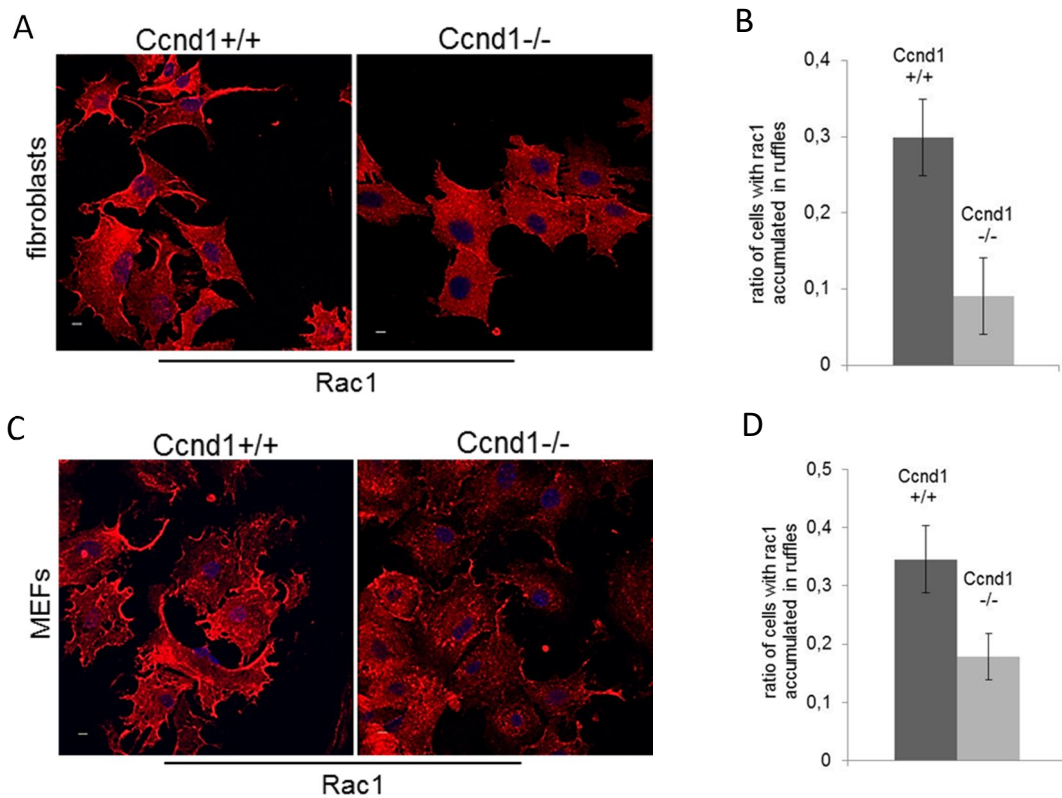 A
Ccnd1+/+
Ccnd1-/-
fibroblasts
Rac1
B
ratio of cells with rac1
accumulated in ruffles
0,4
0,3
0,2
0,1
0
Ccnd1
+/+
Ccnd1
-/-
C
Ccnd1+/+
Ccnd1-/-
MEFs
Rac1
D
ratio of cells with rac1
accumulated in ruffles
0,5
0,4
0,3
0,2
0,1
0
Ccnd1
+/+
Ccnd1
-/-